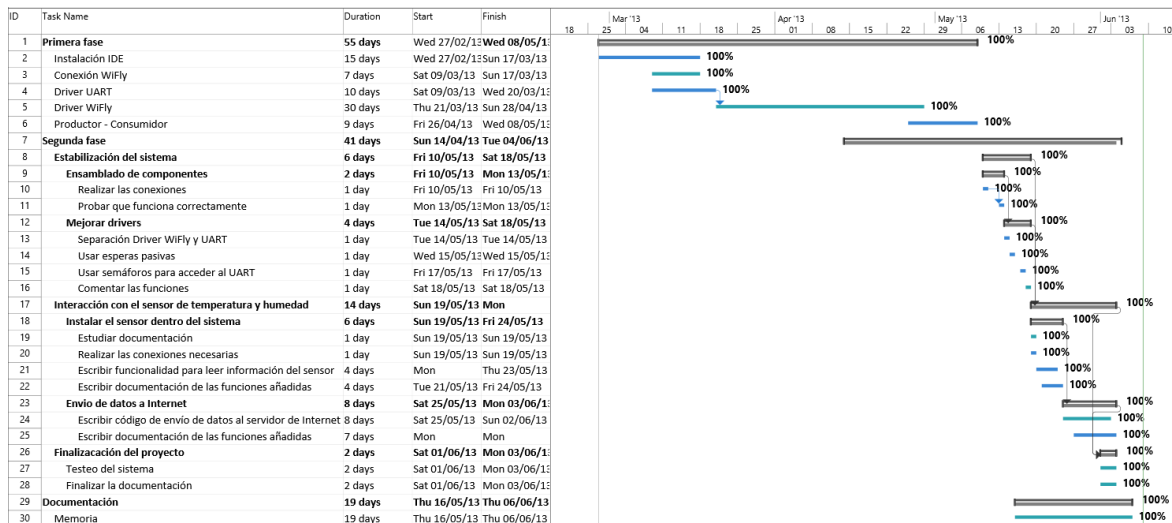 ID Task Name Duration Start Finish Mar '13 Apr '13 May '13 Jun '13
18 25 04 11 18 25 01 08 15 22 29 06 13 20 27 03 10
1 Primera fase 55 days Wed 27/02/13 Wed 08/05/13 100%
2 Instalación IDE 15 days Wed 27/02/13 Sun 17/03/13 100%
3 Conexión WiFly 7 days Sat 09/03/13 Sun 17/03/13 100%
4 Driver UART 10 days Sat 09/03/13 Wed 20/03/13 100%
5 Driver WiFly 30 days Thu 21/03/13 Sun 28/04/13 100%
6 Productor - Consumidor 9 days Fri 26/04/13 Wed 08/05/13 100%
7 Segunda fase 41 days Sun 14/04/13 Tue 04/06/13 100%
8 Estabilización del sistema 6 days Fri 10/05/13 Sat 18/05/13 100%
9 Ensamblado de componentes 2 days Fri 10/05/13 Mon 13/05/13 100%
10 Realizar las conexiones 1 day Fri 10/05/13 Fri 10/05/13 100%
11 Probar que funciona correctamente 1 day Mon 13/05/13 Mon 13/05/13 100%
12 Mejorar drivers 4 days Tue 14/05/13 Sat 18/05/13 100%
13 Separación Driver WiFly y UART 1 day Tue 14/05/13 Tue 14/05/13 100%
14 Usar esperas pasivas 1 day Wed 15/05/13 Wed 15/05/13 100%
15 Usar semáforos para acceder al UART 1 day Fri 17/05/13 Fri 17/05/13 100%
16 Comentar las funciones 1 day Sat 18/05/13 Sat 18/05/13 100%
17 Interacción con el sensor de temperatura y humedad 14 days Sun 19/05/13 Mon 100%
18 Instalar el sensor dentro del sistema 6 days Sun 19/05/13 Fri 24/05/13 100%
19 Estudiar documentación 1 day Sun 19/05/13 Sun 19/05/13 100%
20 Realizar las conexiones necesarias 1 day Sun 19/05/13 Sun 19/05/13 100%
21 Escribir funcionalidad para leer información del sensor 4 days Mon Thu 23/05/13 100%
22 Escribir documentación de las funciones añadidas 4 days Tue 21/05/13 Fri 24/05/13 100%
23 Envio de datos a Internet 8 days Sat 25/05/13 Mon 03/06/13 100%
24 Escribir código de envío de datos al servidor de Internet 8 days Sat 25/05/13 Sun 02/06/13 100%
25 Escribir documentación de las funciones añadidas 7 days Mon Mon 100%
26 Finalizacación del proyecto 2 days Sat 01/06/13 Mon 03/06/13 100%
27 Testeo del sistema 2 days Sat 01/06/13 Mon 03/06/13 100%
28 Finalizar la documentación 2 days Sat 01/06/13 Mon 03/06/13 100%
29 Documentación 19 days Thu 16/05/13 Thu 06/06/13 100%
30 Memoria 19 days Thu 16/05/13 Thu 06/06/13 100%